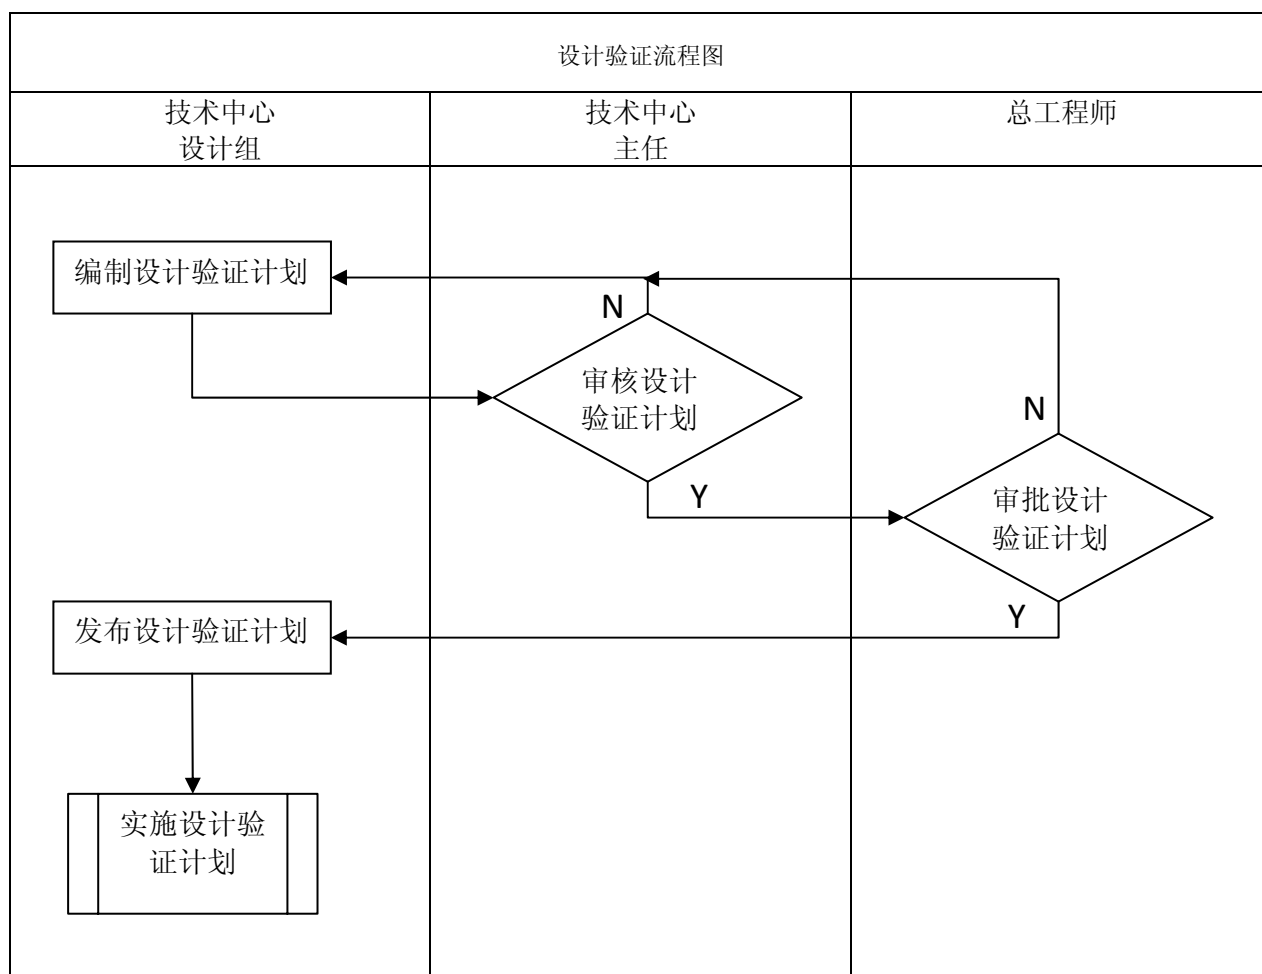 设计验证流程图
技术中心
设计组
技术中心
主任
总工程师
编制设计验证计划
N
审核设计
验证计划
N
Y
审批设计
验证计划
发布设计验证计划
Y
实施设计验
证计划